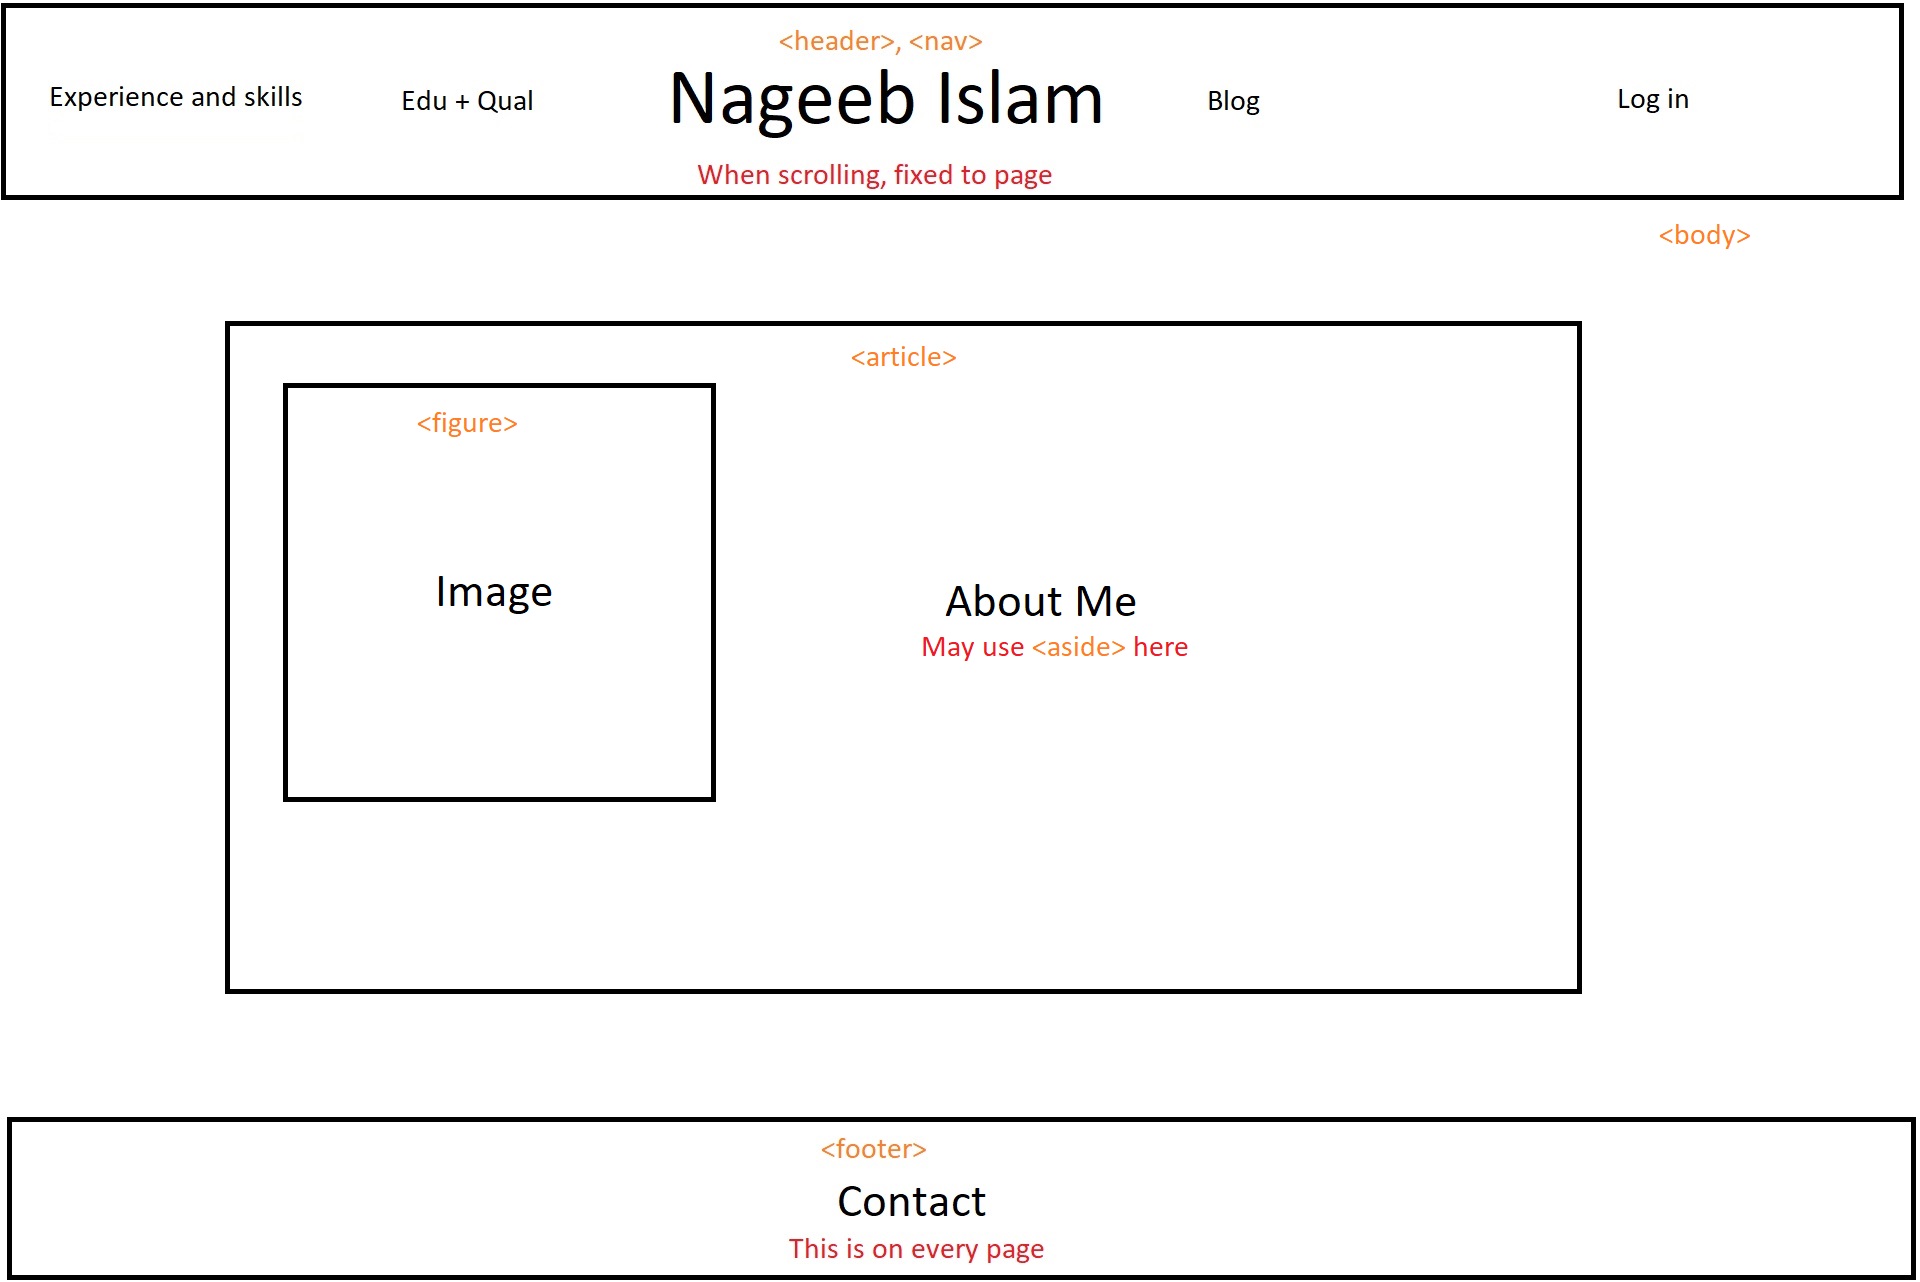 <header>, <nav>
Experience and skills
Edu + Qual
Nageeb Islam
Blog
Log in
When scrolling, fixed to page
<body>
<article>
<figure>
Image
About Me
May use <aside> here
<footer>
Contact
This is on every page